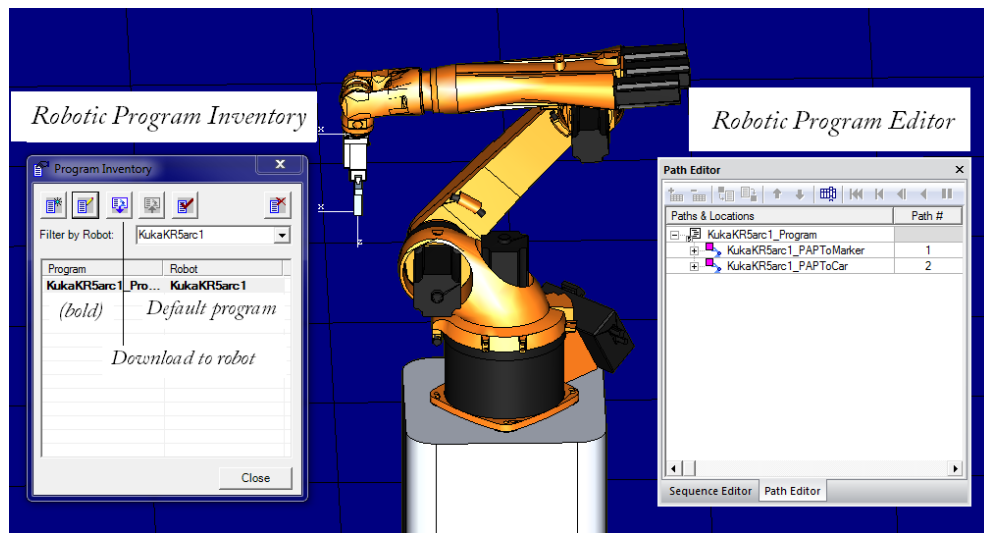 Robotic Program Inventory
Robotic Program Editor
Program Inventory
x
Filter by Robot:
KukaKR5arc1
Program
Robot
KukaKR5arc1_Pro...
KukaKR5arc1
(bold)
Default program
Download to robot
Close
x
x
Path Editor
x
Paths & Locations
Path #
KukaKR5arc1_Program
KukaKR5arc1_PAPToMarker
1
KukaKR5arc1_PAPToCar
2
Sequence Editor
Path Editor